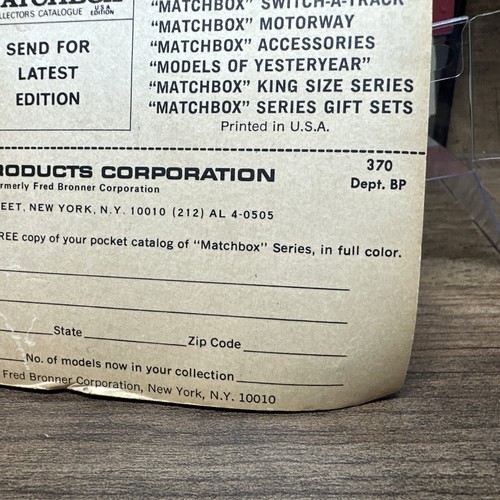 "MATCHBOX" SWITCH-A-TRACK
COLLECTORS CATALOGUE U.S.A. EDITION
"MATCHBOX" MOTORWAY
"MATCHBOX" ACCESSORIES
"MODELS OF YESTERYEAR"
"MATCHBOX" KING SIZE SERIES
"MATCHBOX" SERIES GIFT SETS
Printed in U.S.A.
SEND FOR
LATEST
EDITION
RODUCTS CORPORATION
370
Dept. BP
ormerly Fred Bronner Corporation
EET, NEW YORK, N.Y. 10010 (212) AL 4-0505
REE copy of your pocket catalog of "Matchbox" Series, in full color.
State Zip Code
No. of models now in your collection
Fred Bronner Corporation, New York, N.Y. 10010